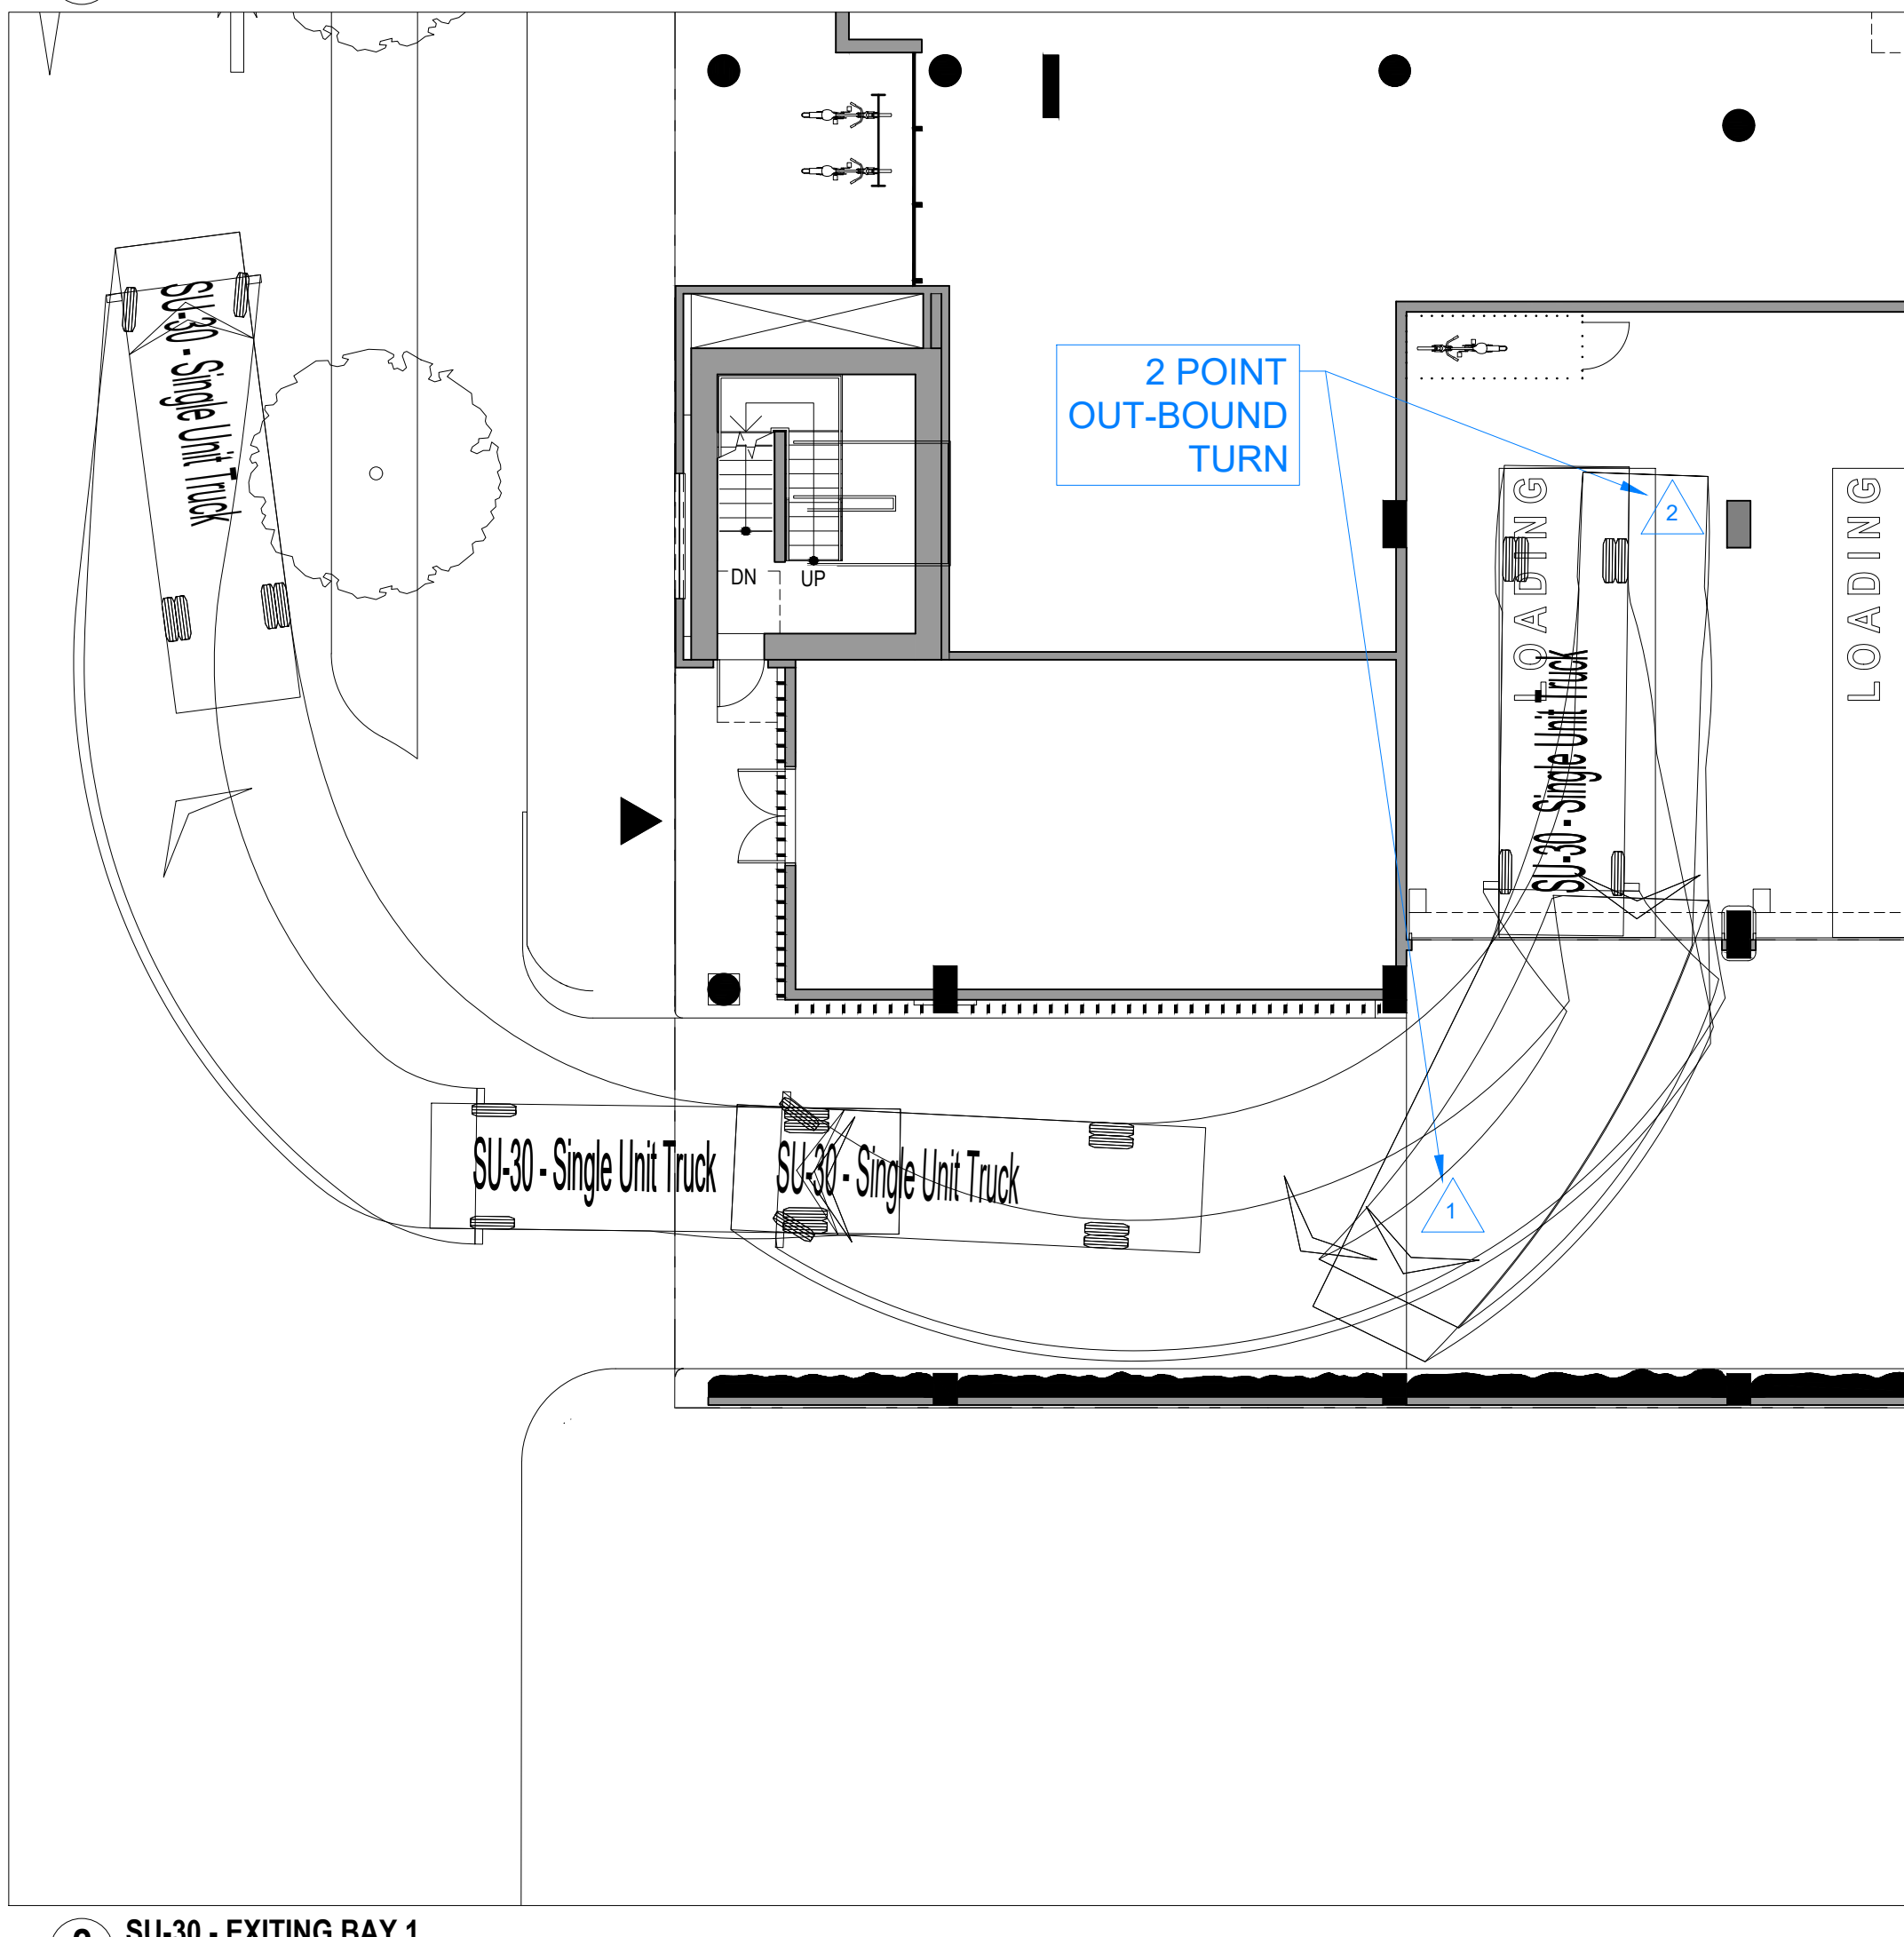 2 POINT
OUT-BOUND
TURN
SU-30 - Single Unit Truck
2
LOADING
LOADING
DN
UP
SU-30 - Single Unit Truck
SU-30 - Single Unit Truck
SU-30 - Single Unit Truck
1
SU-30 - EXITING BAY 1